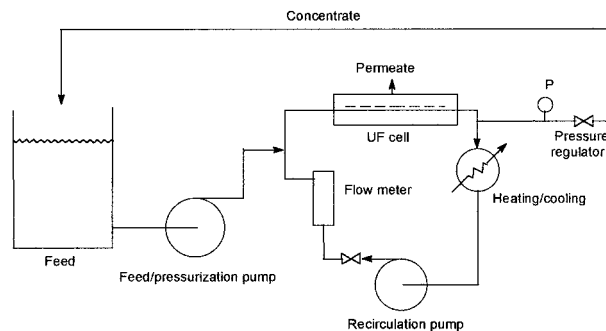 Concentrate
Permeate
P
UF cell
Pressure
regulator
Flow meter
Heating/cooling
Feed
Feed/pressurization pump
Recirculation pump